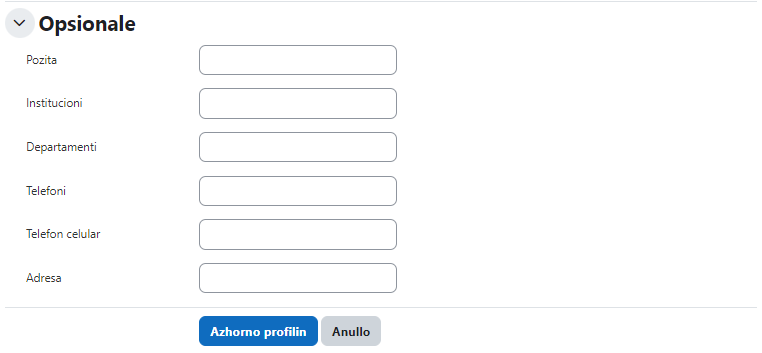 Opsionale
Pozita
Institucioni
Departamenti
Telefoni
Telefon celular
Adresa
Azhorno profilin Anullo